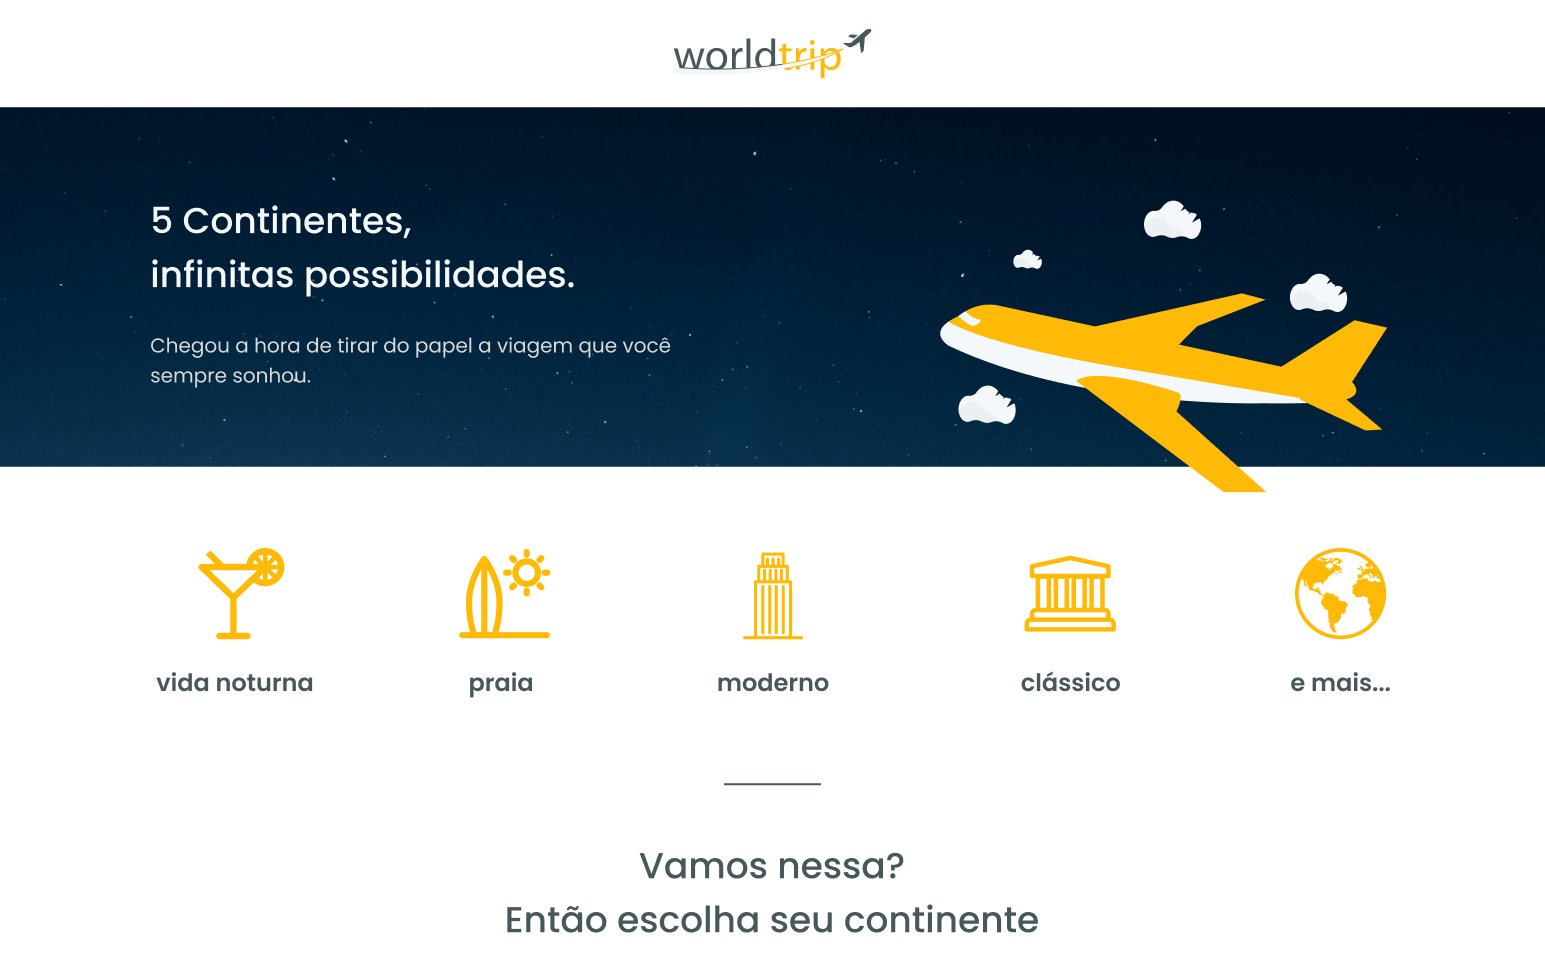 worldtrip
5 Continentes,
infinitas possibilidades.
Chegou a hora de tirar do papel a viagem que você
sempre sonhou.
vida noturna
praia
moderno
clássico
e mais...
Vamos nessa?
Então escolha seu continente